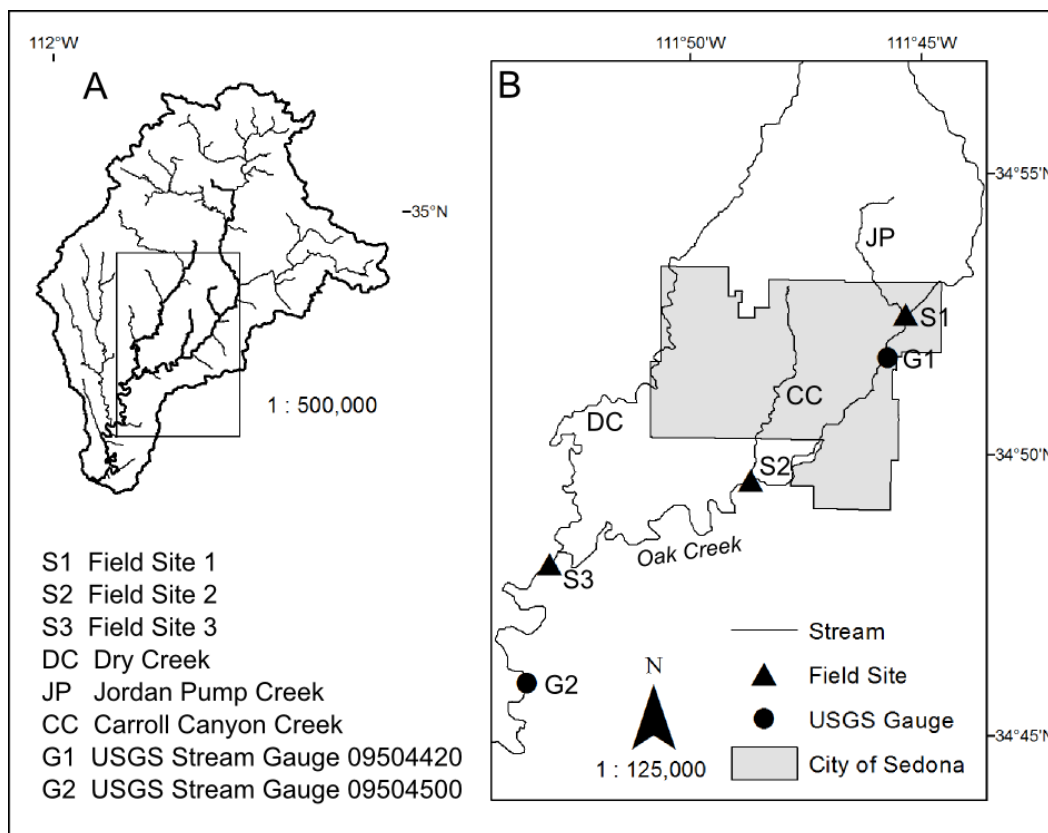 112°W
A
35°N
1 : 500,000
S1 Field Site 1
S2 Field Site 2
S3 Field Site 3
DC Dry Creek
JP Jordan Pump Creek
CC Carroll Canyon Creek
G1 USGS Stream Gauge 09504420
G2 USGS Stream Gauge 09504500
111°50'W
111°45'W
B
34°55'N
JP
S1
G1
CC
DC
34°50'N
S2
Oak Creek
S3
G2
Stream
N
Field Site
USGS Gauge
34°45'N
1 : 125,000
City of Sedona